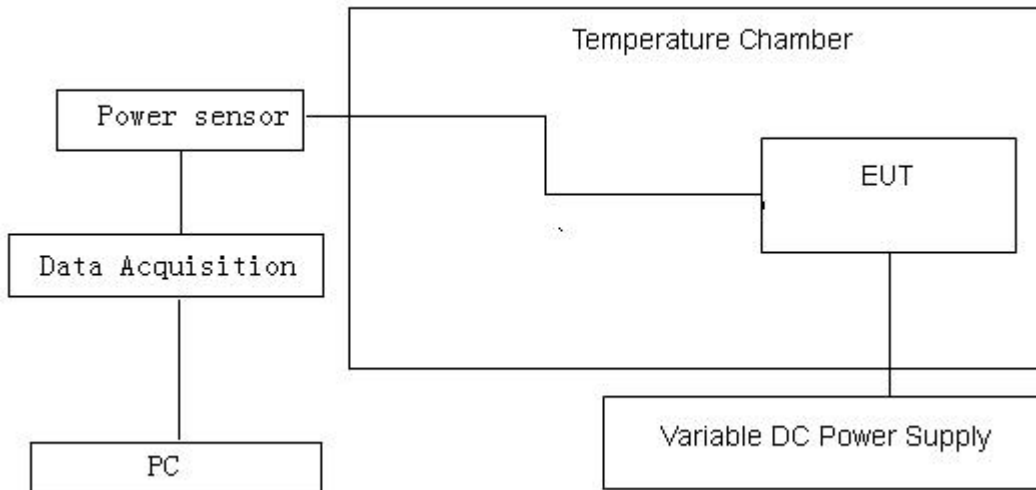 Temperature Chamber
Power sensor
EUT
Data Acquisition
Variable DC Power Supply
PC